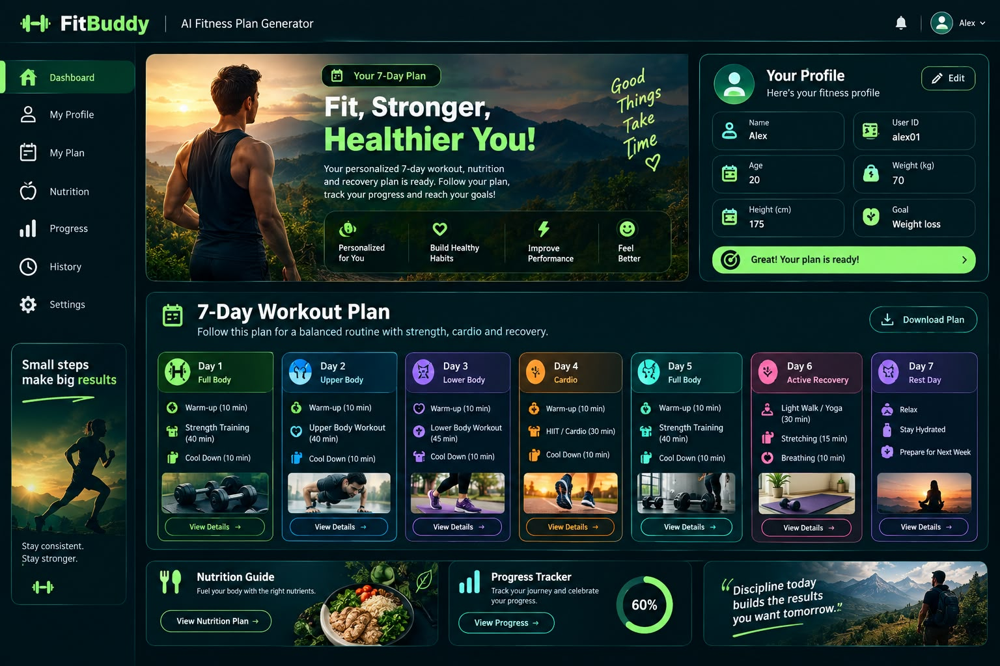 FitBuddy
AI Fitness Plan Generator
Alex
Dashboard
My Profile
My Plan
Nutrition
Progress
History
Settings
Small steps
make big results
Stay consistent.
Stay stronger.
Your 7-Day Plan
Fit, Stronger,
Healthier You!
Your personalized 7-day workout, nutrition
and recovery plan is ready. Follow your plan,
track your progress and reach your goals!
Good
Things
Take
Time
Personalized
for You
Build Healthy
Habits
Improve
Performance
Feel
Better
Your Profile
Here's your fitness profile
Edit
Name
Alex
User ID
alex01
Age
20
Weight (kg)
70
Height (cm)
175
Goal
Weight loss
Great! Your plan is ready!
7-Day Workout Plan
Follow this plan for a balanced routine with strength, cardio and recovery.
Download Plan
Day 1
Full Body
Warm-up (10 min)
Strength Training
(40 min)
Cool Down (10 min)
View Details →
Day 2
Upper Body
Warm-up (10 min)
Upper Body Workout
(40 min)
Cool Down (10 min)
View Details →
Day 3
Lower Body
Warm-up (10 min)
Lower Body Workout
(45 min)
Cool Down (10 min)
View Details →
Day 4
Cardio
Warm-up (10 min)
HIIT / Cardio (30 min)
Cool Down (10 min)
View Details →
Day 5
Full Body
Warm-up (10 min)
Strength Training
(40 min)
Cool Down (10 min)
View Details →
Day 6
Active Recovery
Light Walk / Yoga
(30 min)
Stretching (15 min)
Breathing (10 min)
View Details →
Day 7
Rest Day
Relax
Stay Hydrated
Prepare for Next Week
View Details →
Nutrition Guide
Fuel your body with the right nutrients.
View Nutrition Plan →
Progress Tracker
Track your journey and celebrate
your progress.
View Progress →
60%
“Discipline today
builds the results
you want tomorrow.”